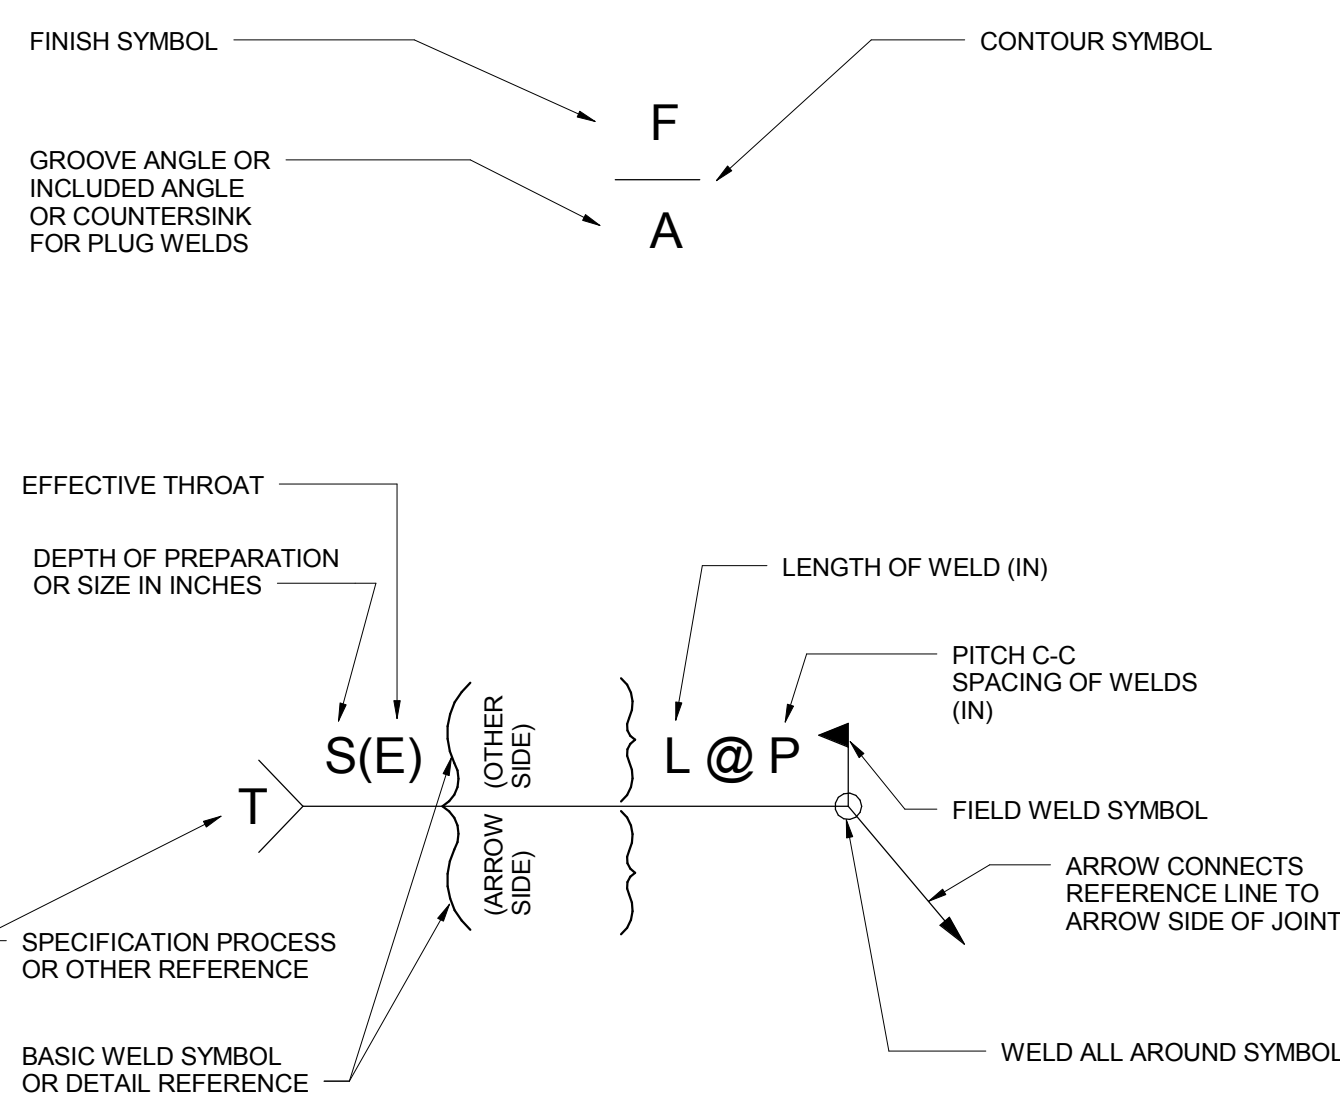 FINISH SYMBOL
CONTOUR SYMBOL
F
GROOVE ANGLE OR
INCLUDED ANGLE
OR COUNTERSINK
FOR PLUG WELDS
A
EFFECTIVE THROAT
DEPTH OF PREPARATION
OR SIZE IN INCHES
LENGTH OF WELD (IN)
PITCH C-C
SPACING OF WELDS
(IN)
S(E)
(OTHER
SIDE)
L @ P
T
FIELD WELD SYMBOL
(ARROW
SIDE)
ARROW CONNECTS
REFERENCE LINE TO
ARROW SIDE OF JOINT
SPECIFICATION PROCESS
OR OTHER REFERENCE
BASIC WELD SYMBOL
OR DETAIL REFERENCE
WELD ALL AROUND SYMBOL